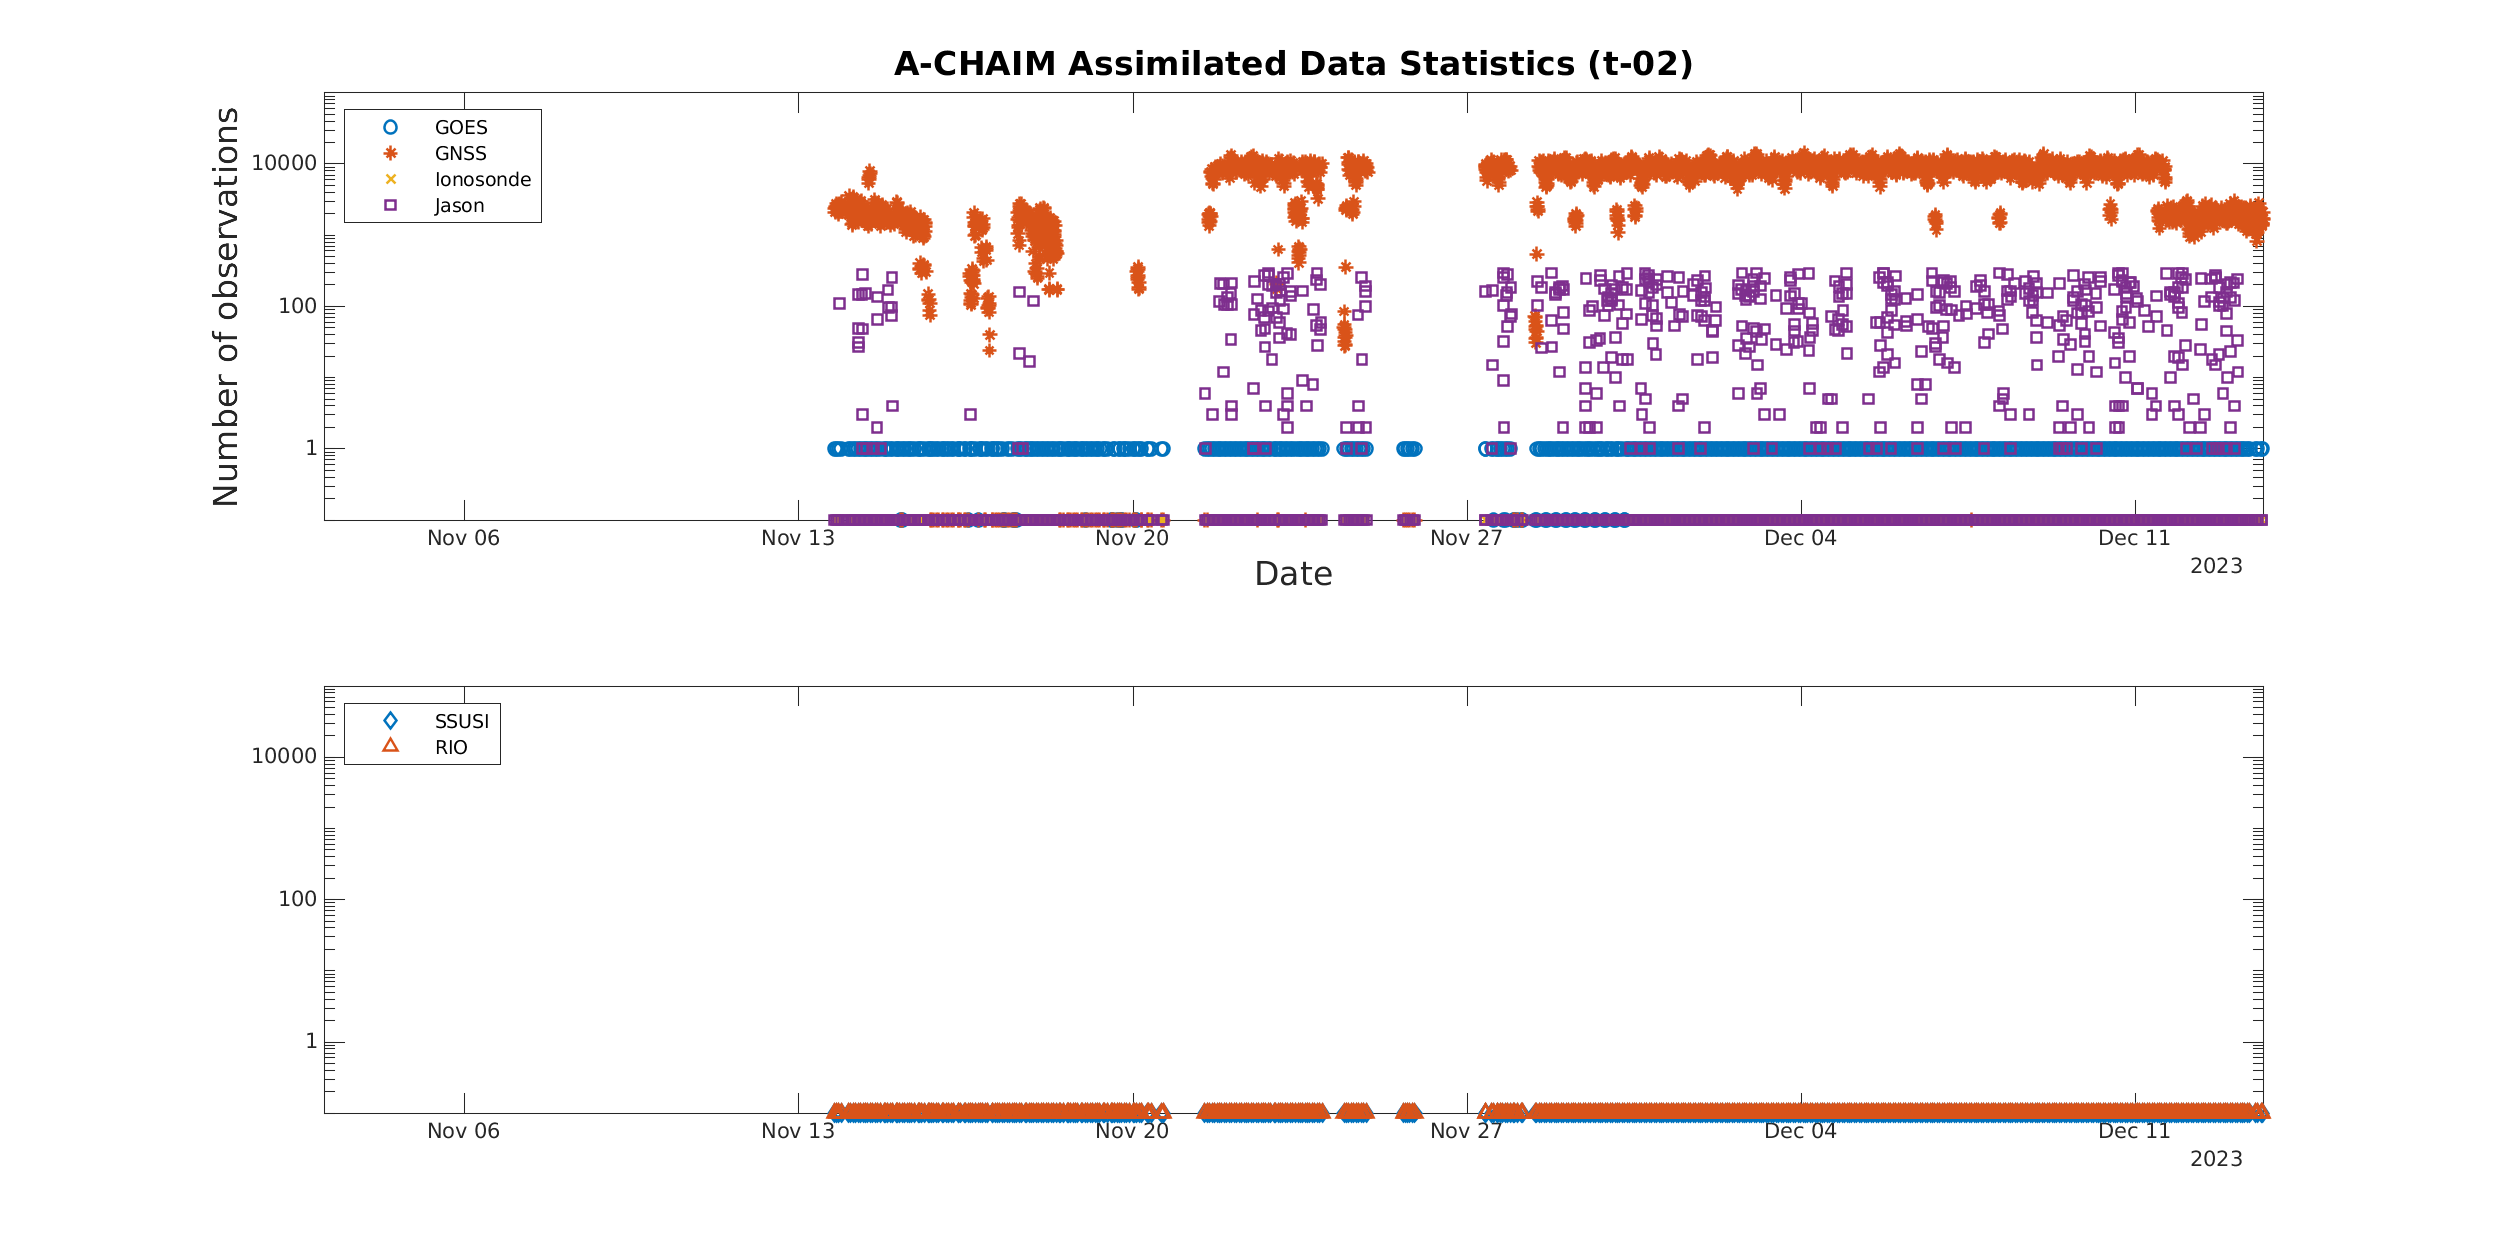 A-CHAIM Assimilated Data Statistics (t-02)
GOES
GNSS
Ionosonde
Jason
Number of observations
10000
100
1
Nov 06 Nov 13 Nov 20 Nov 27 Dec 04 Dec 11
2023
Date
SSUSI
RIO
10000
100
1
Nov 06 Nov 13 Nov 20 Nov 27 Dec 04 Dec 11
2023